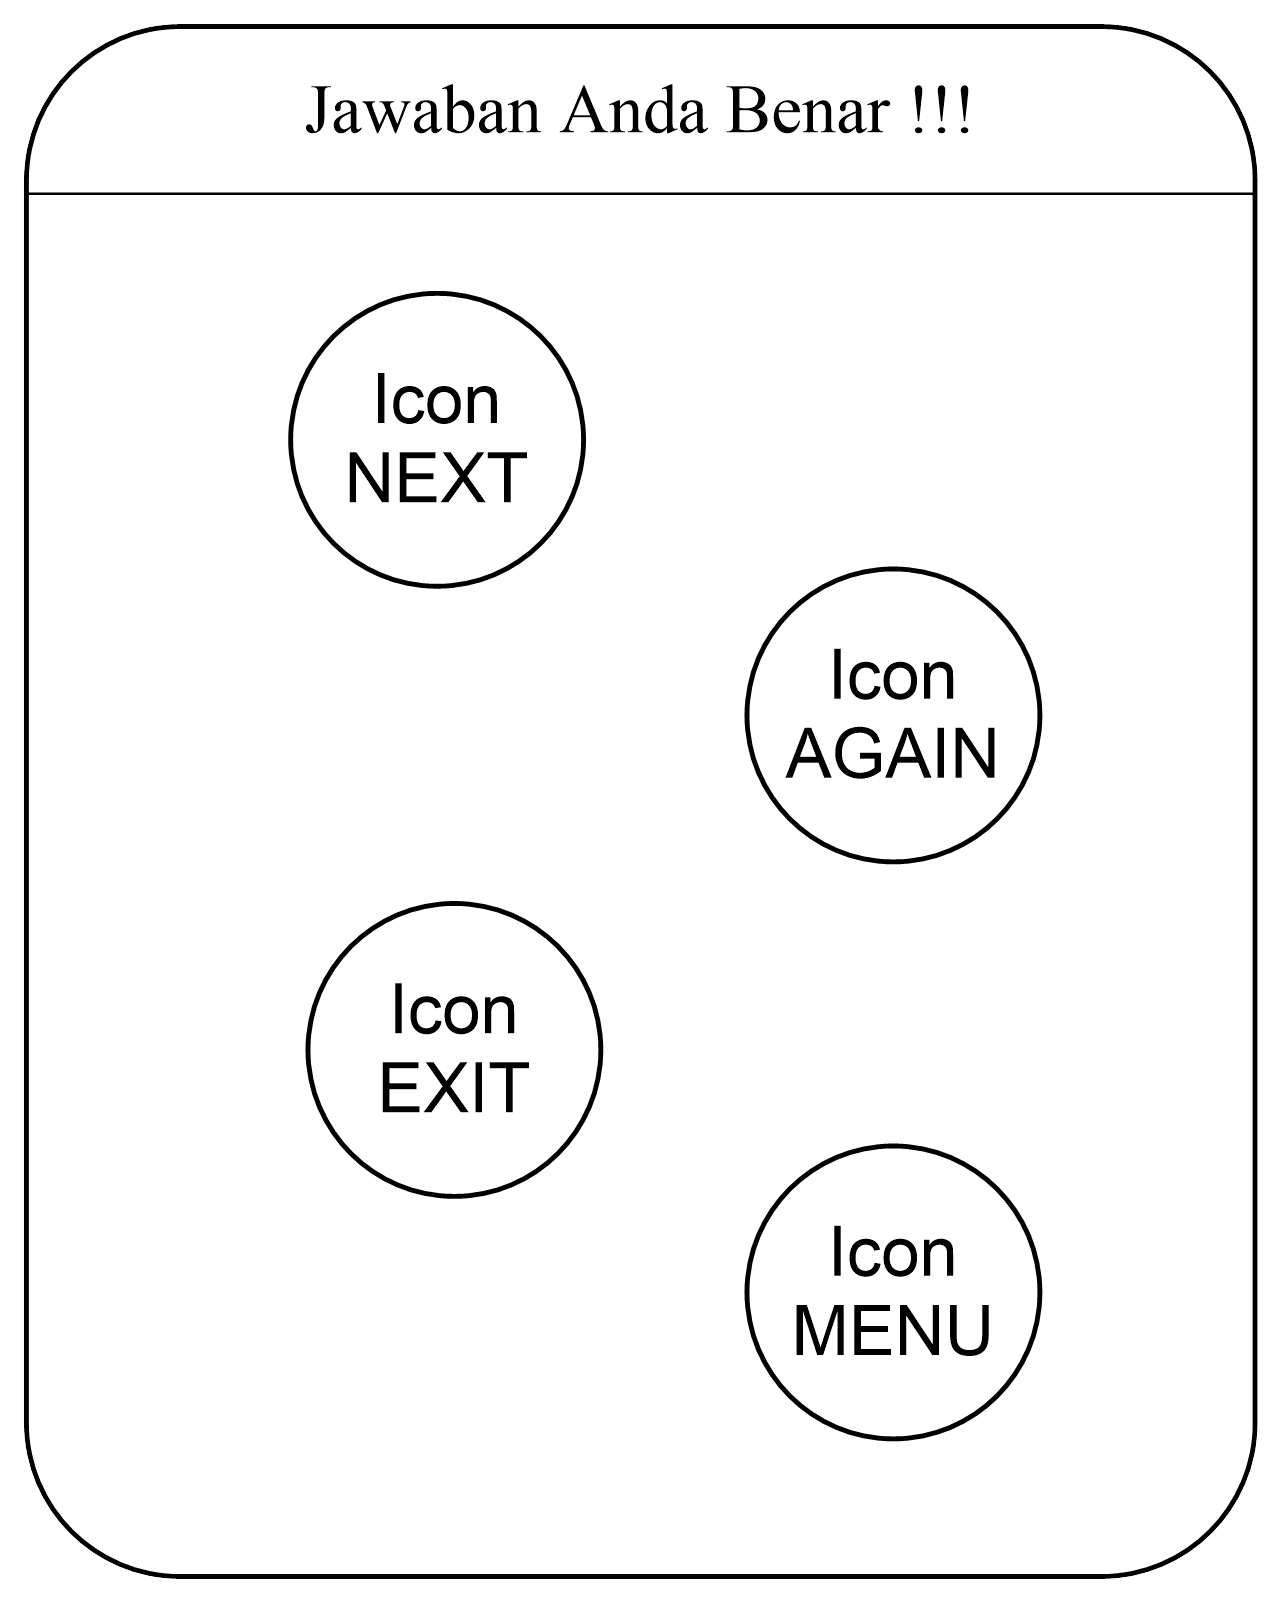 Jawaban Anda Benar !!!
Icon
NEXT
Icon
AGAIN
Icon
EXIT
Icon
MENU